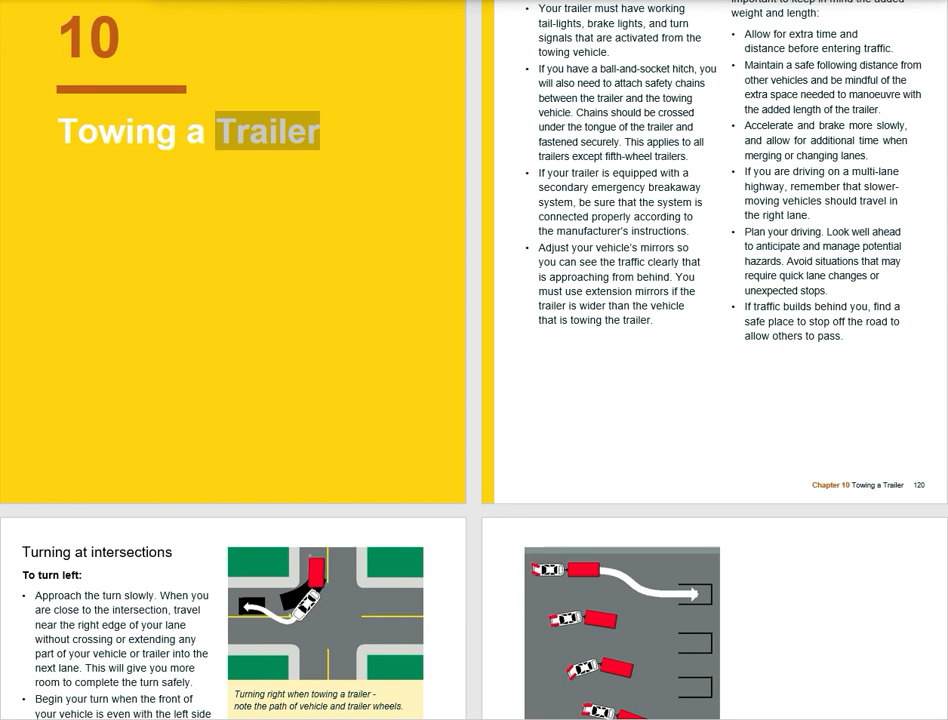 10
Towing a Trailer
• Your trailer must have working
tail-lights, brake lights, and turn
signals that are activated from the
towing vehicle.
• If you have a ball-and-socket hitch, you
will also need to attach safety chains
between the trailer and the towing
vehicle. Chains should be crossed
under the tongue of the trailer and
fastened securely. This applies to all
trailers except fifth-wheel trailers.
• If your trailer is equipped with a
secondary emergency breakaway
system, be sure that the system is
connected properly according to
the manufacturer's instructions.
• Adjust your vehicle's mirrors so
you can see the traffic clearly that
is approaching from behind. You
must use extension mirrors if the
trailer is wider than the vehicle
that is towing the trailer.
important to keep in mind the added
weight and length:
• Allow for extra time and
distance before entering traffic.
• Maintain a safe following distance from
other vehicles and be mindful of the
extra space needed to manoeuvre with
the added length of the trailer.
• Accelerate and brake more slowly,
and allow for additional time when
merging or changing lanes.
• If you are driving on a multi-lane
highway, remember that slower-
moving vehicles should travel in
the right lane.
• Plan your driving. Look well ahead
to anticipate and manage potential
hazards. Avoid situations that may
require quick lane changes or
unexpected stops.
• If traffic builds behind you, find a
safe place to stop off the road to
allow others to pass.
Chapter 10 Towing a Trailer 120
Turning at intersections
To turn left:
• Approach the turn slowly. When you
are close to the intersection, travel
near the right edge of your lane
without crossing or extending any
part of your vehicle or trailer into the
next lane. This will give you more
room to complete the turn safely.
• Begin your turn when the front of
your vehicle is even with the left side
Turning right when towing a trailer -
note the path of vehicle and trailer wheels.